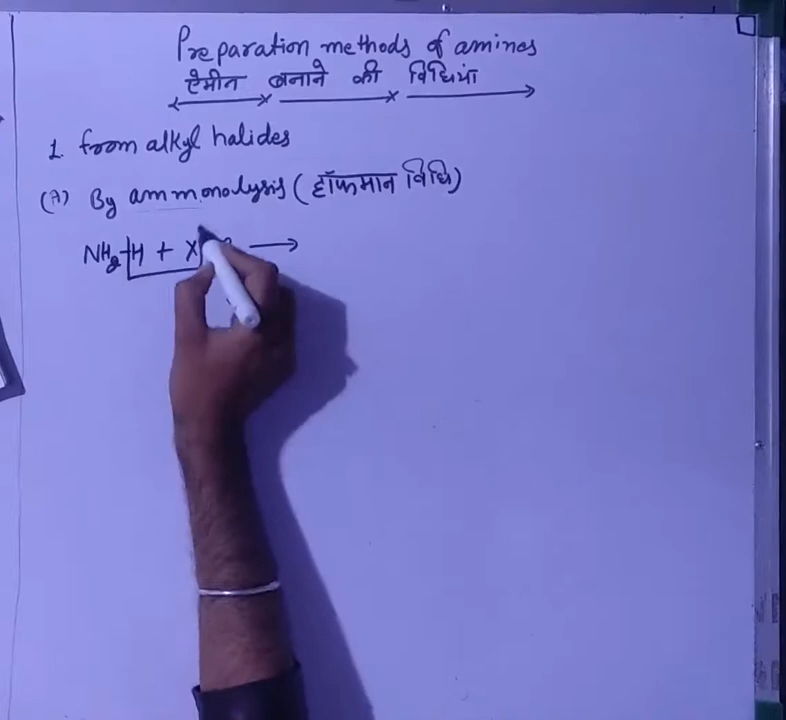 Preparation methods of amines
ऐमीन बनाने की विधियां
1. from alkyl halides
(A) By ammonolysis (हॉफमान विधि)
NH₂-H + X →